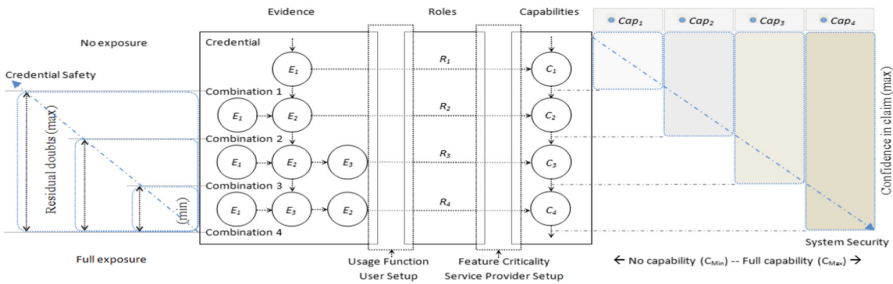 Evidence
Roles
Capabilities
Cap1
Cap2
Cap3
Cap4
No exposure
Credential Safety
Residual doubts (max)
(min)
Full exposure
Credential
E1
R1
C1
Combination 1
E1
E2
R2
C2
Combination 2
E1
E2
E3
R3
C3
Combination 3
E1
E3
E2
R4
C4
Combination 4
Usage Function
User Setup
Feature Criticality
Service Provider Setup
Confidence in claim (max)
System Security
← No capability (CMin) -- Full capability (CMax) →